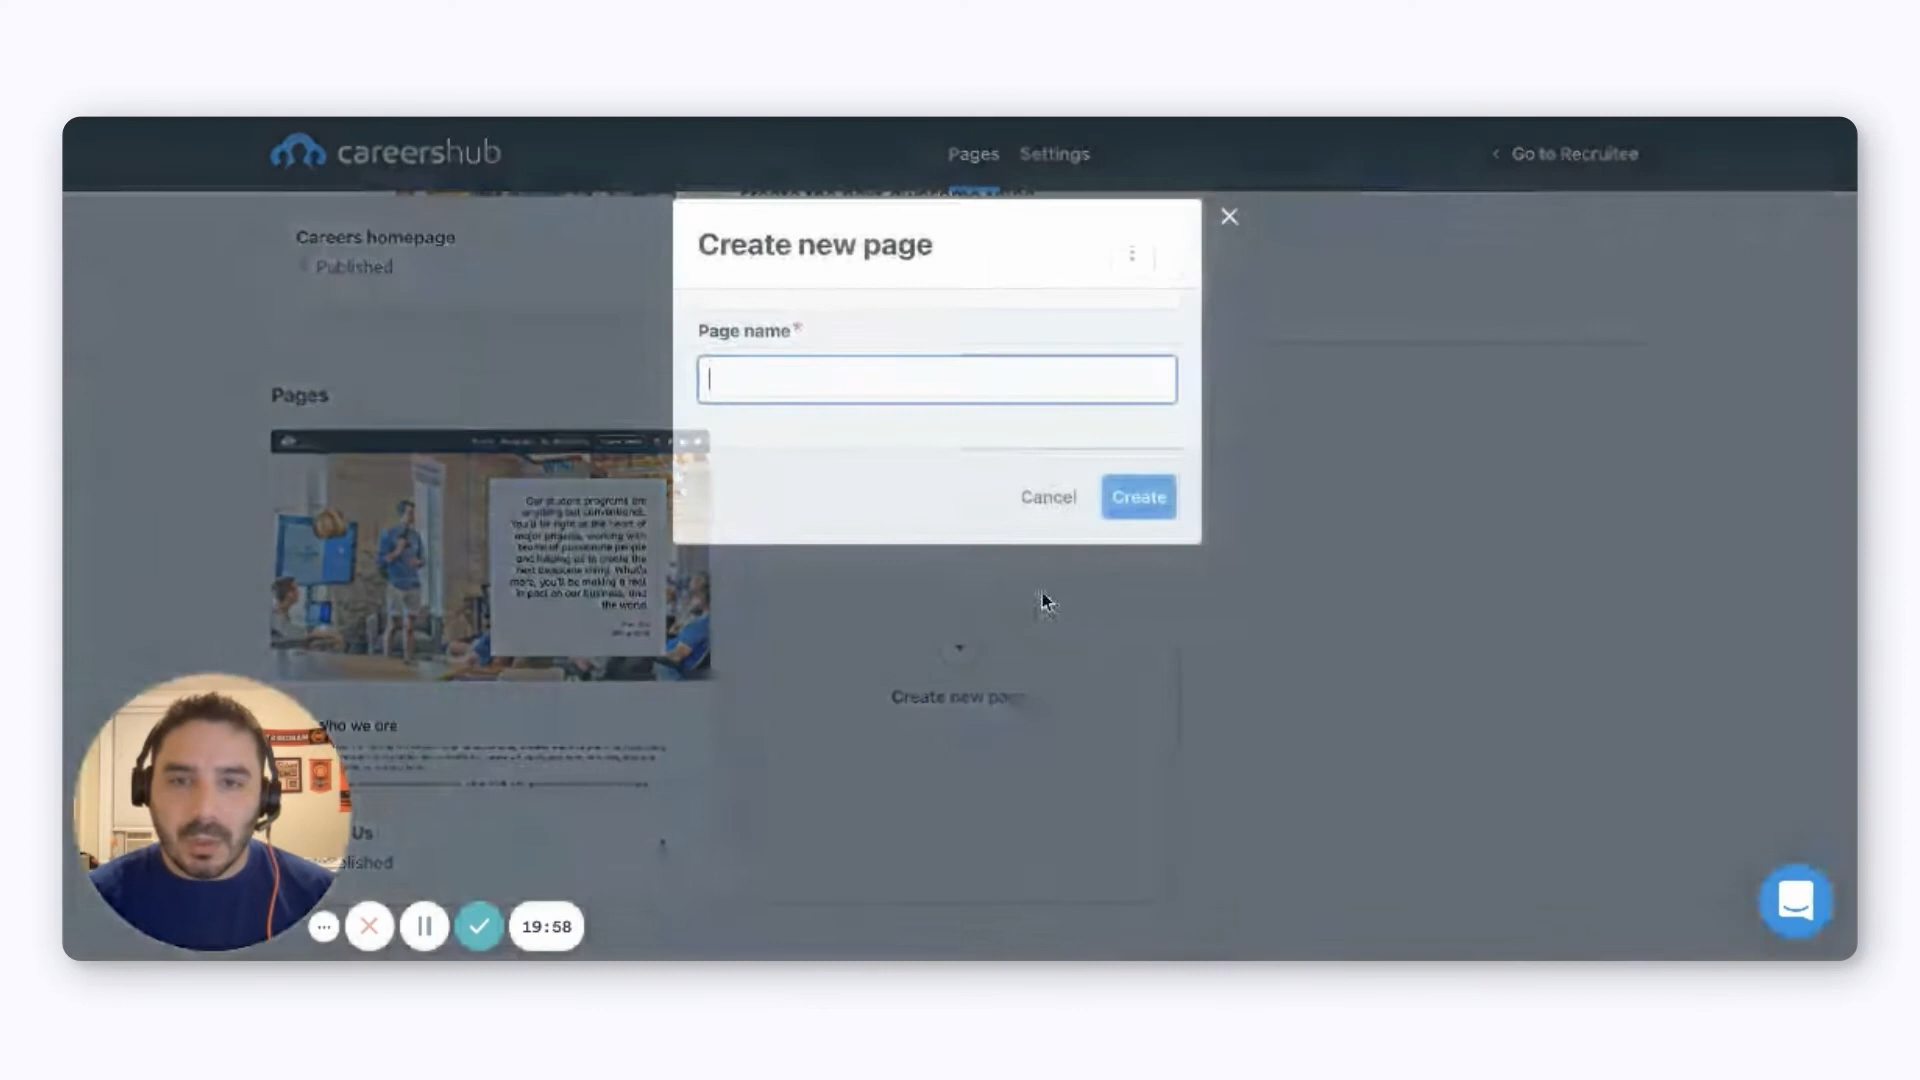 careershub
Pages
Settings
Go to Recruitee
Careers homepage
Published
Create new page
Page name*
Cancel
Create
Pages
Our student programs are
anything but conventional.
You'll be right at the heart of
major projects, working with
teams of passionate people
and helping us to create the
next awesome thing. What's
more, you'll be making a real
impact on our business, and
the world.
Create new page
Who we are
Us
19:58